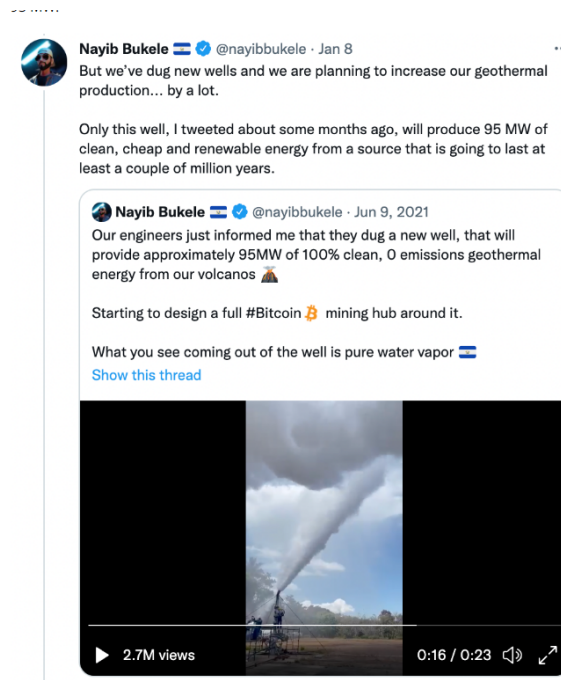 Nayib Bukele @nayibbukele · Jan 8
But we've dug new wells and we are planning to increase our geothermal
production... by a lot.
Only this well, I tweeted about some months ago, will produce 95 MW of
clean, cheap and renewable energy from a source that is going to last at
least a couple of million years.
Nayib Bukele @nayibbukele · Jun 9, 2021
Our engineers just informed me that they dug a new well, that will
provide approximately 95MW of 100% clean, 0 emissions geothermal
energy from our volcanos 🌋
Starting to design a full #Bitcoin mining hub around it.
What you see coming out of the well is pure water vapor 🇸🇻
Show this thread
2.7M views
0:16 / 0:23